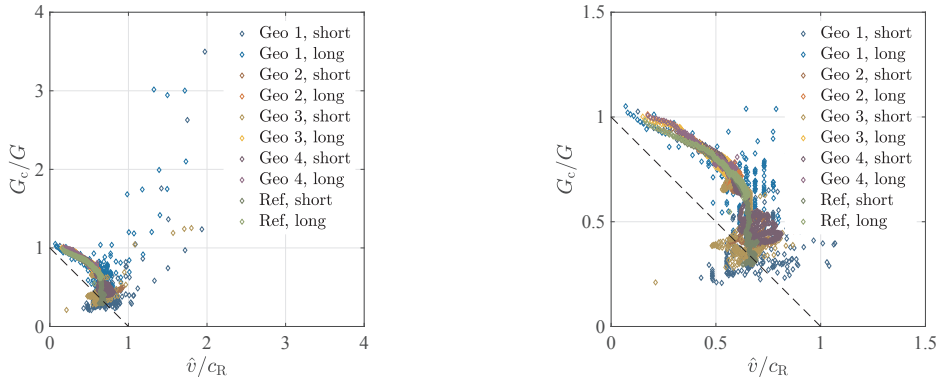 4
3
2
1
0
0
1
2
3
4
G_c/G
v̂/c_R
Geo 1, short
Geo 1, long
Geo 2, short
Geo 2, long
Geo 3, short
Geo 3, long
Geo 4, short
Geo 4, long
Ref, short
Ref, long
1.5
1
0.5
0
0
0.5
1
1.5
G_c/G
v̂/c_R
Geo 1, short
Geo 1, long
Geo 2, short
Geo 2, long
Geo 3, short
Geo 3, long
Geo 4, short
Geo 4, long
Ref, short
Ref, long